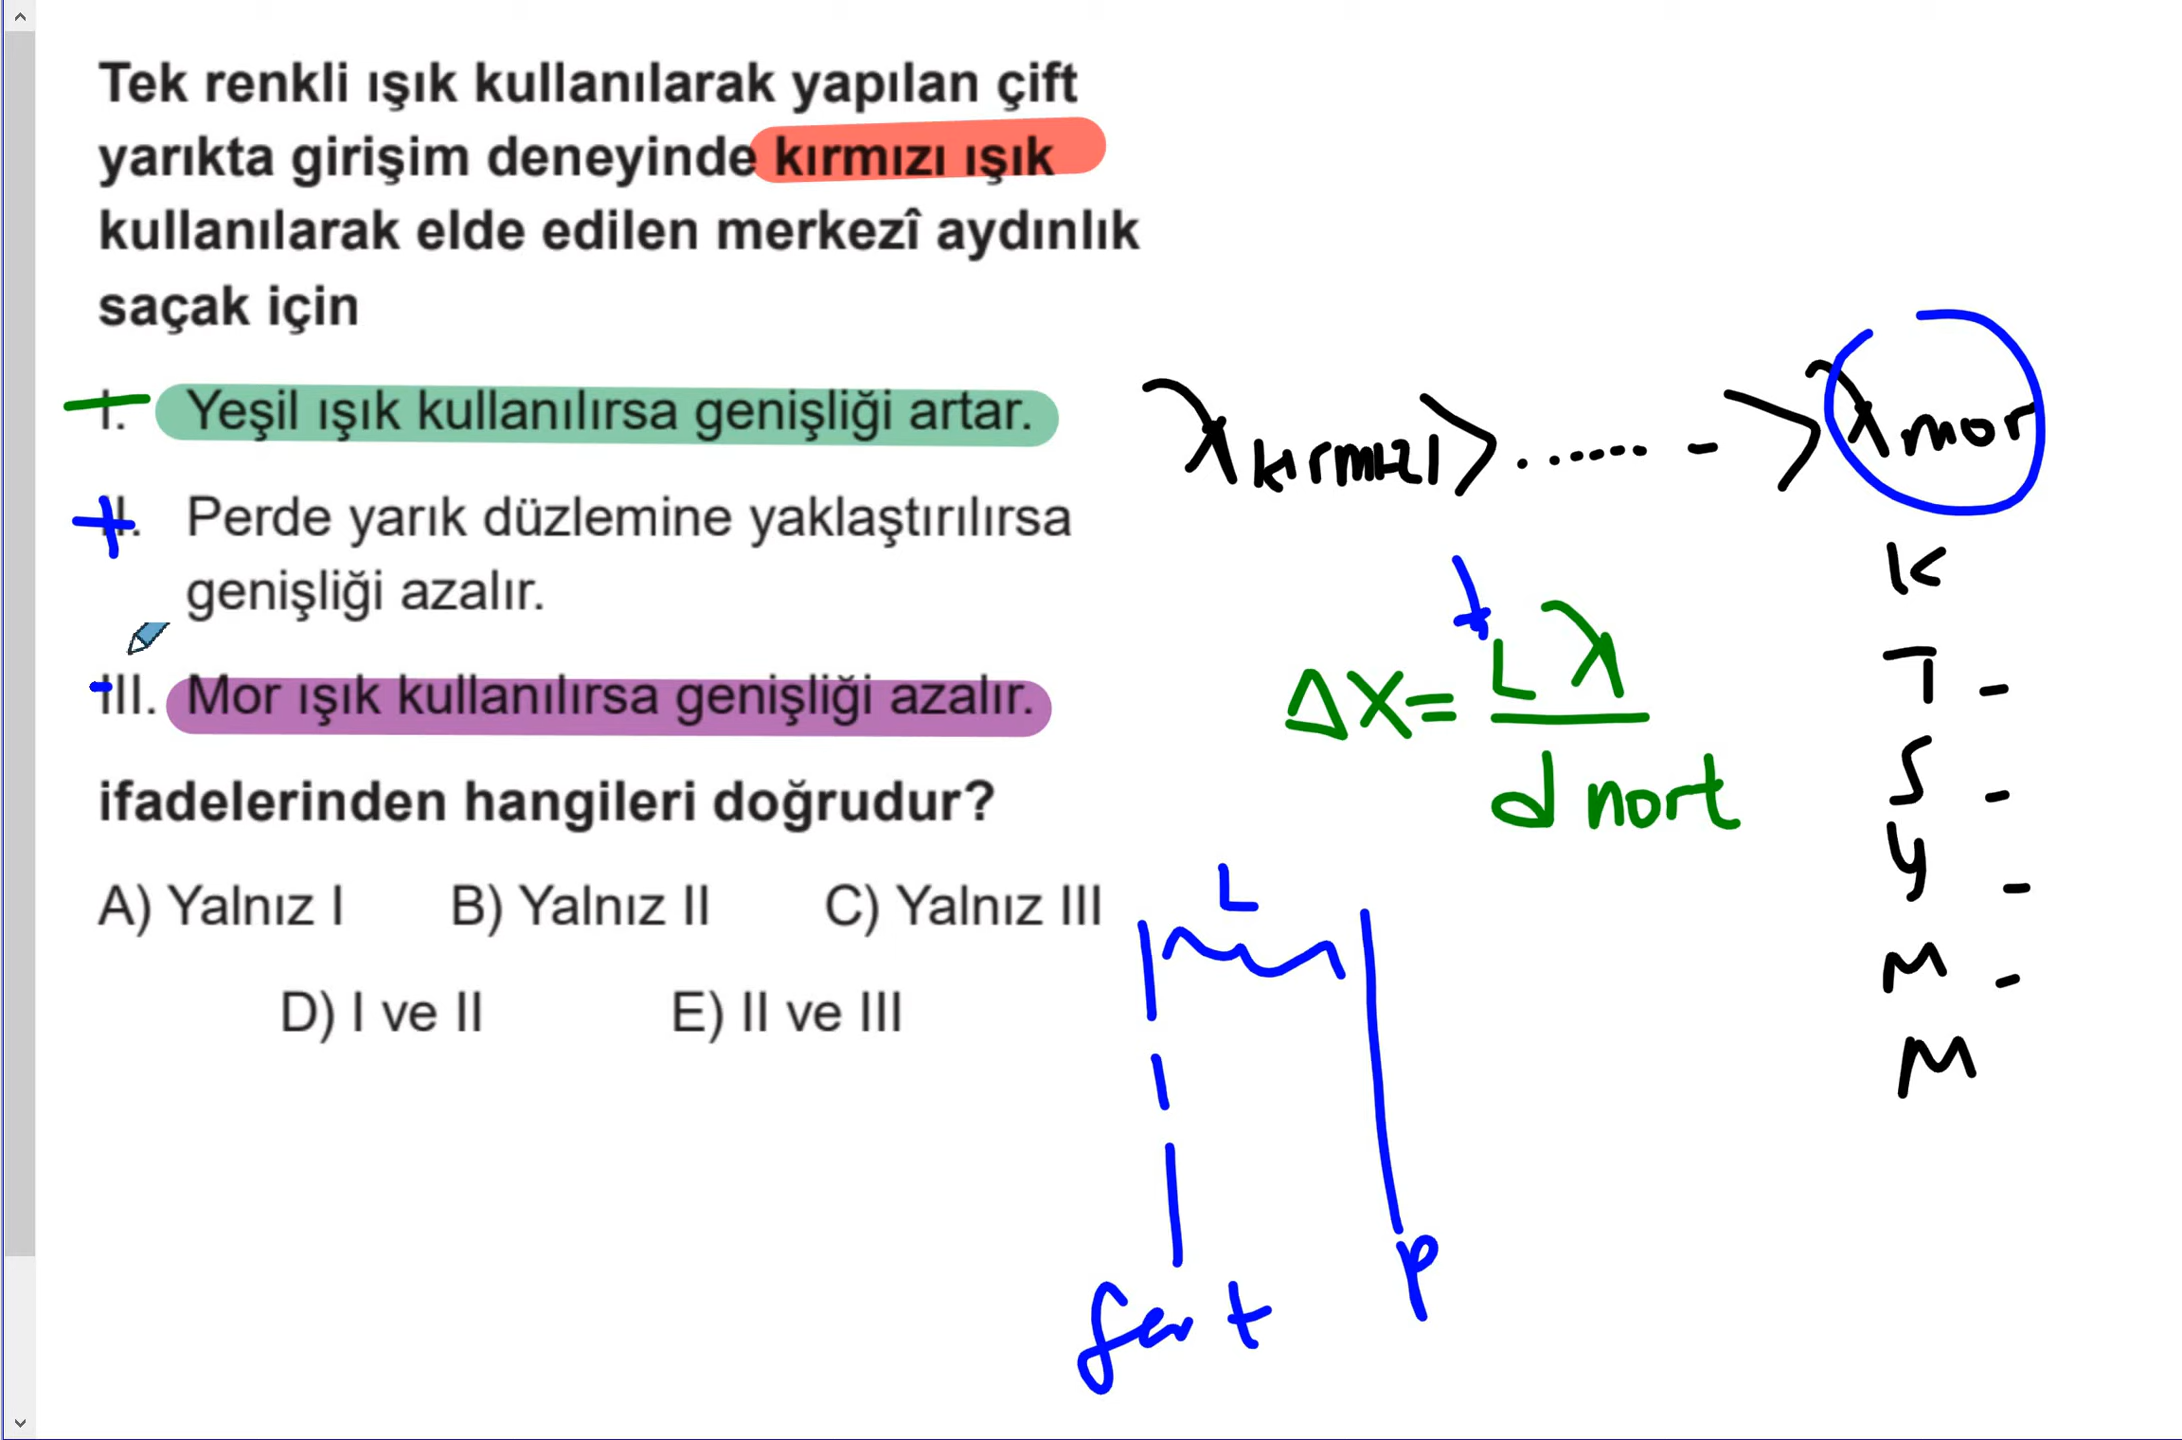 Tek renkli ışık kullanılarak yapılan çift
yarıkta girişim deneyinde kırmızı ışık
kullanılarak elde edilen merkezî aydınlık
saçak için
I. Yeşil ışık kullanılırsa genişliği artar.
II. Perde yarık düzlemine yaklaştırılırsa
genişliği azalır.
III. Mor ışık kullanılırsa genişliği azalır.
ifadelerinden hangileri doğrudur?
A) Yalnız I B) Yalnız II C) Yalnız III
D) I ve II E) II ve III
λkırmızı > ....... - > λmor
K
T -
S -
Y -
M -
M
Δx = Lλ
d nort
L
P